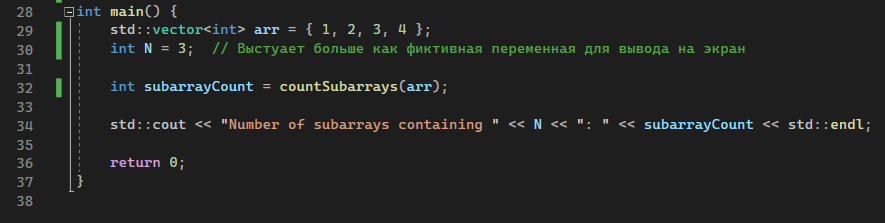 28 int main() {
29 std::vector<int> arr = { 1, 2, 3, 4 };
30 int N = 3; // Выстуает больше как фиктивная переменная для вывода на экран
31
32 int subarrayCount = countSubarrays(arr);
33
34 std::cout << "Number of subarrays containing " << N << ": " << subarrayCount << std::endl;
35
36 return 0;
37 }
38